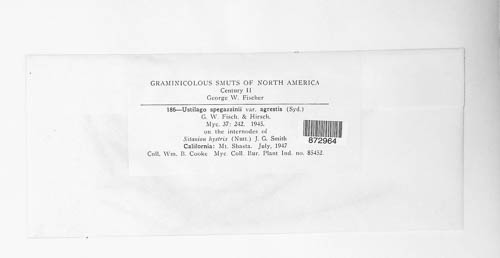 GRAMINICOLOUS SMUTS OF NORTH AMERICA
Century II
George W. Fischer
186—Ustilago spegazzinii var. agrestis (Syd.)
G. W. Fisch. & Hirsch.
Myc. 37: 242. 1945.
on the internodes of
Sitanion hystrix (Nutt.) J. G. Smith
California: Mt. Shasta. July, 1947
Coll. Wm. B. Cooke Myc. Coll. Bur. Plant Ind. no. 85452.
872964